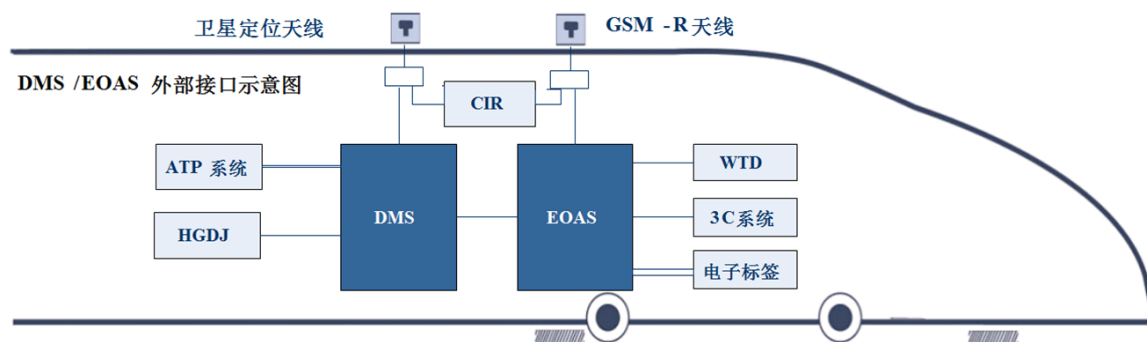 卫星定位天线
GSM -R天线
DMS /EOAS 外部接口示意图
CIR
ATP 系统
DMS
EOAS
WTD
HGDJ
3C系统
电子标签